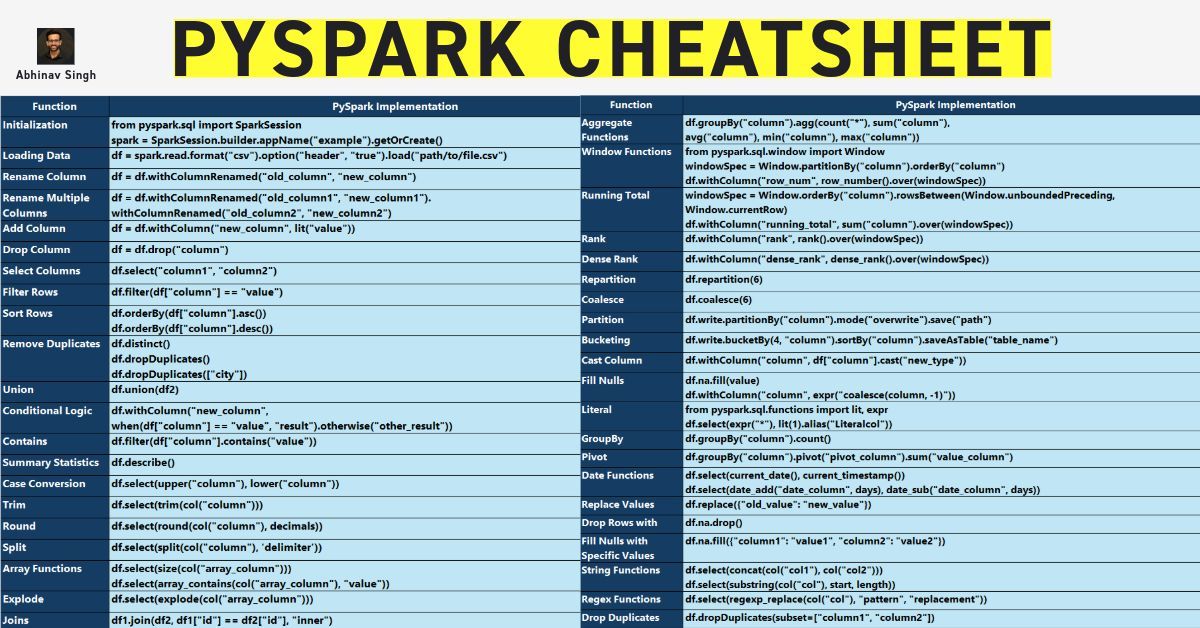 PYSPARK CHEATSHEET
Abhinav Singh
Function PySpark Implementation
Initialization from pyspark.sql import SparkSession
spark = SparkSession.builder.appName("example").getOrCreate()
Loading Data df = spark.read.format("csv").option("header", "true").load("path/to/file.csv")
Rename Column df = df.withColumnRenamed("old_column", "new_column")
Rename Multiple df = df.withColumnRenamed("old_column1", "new_column1").
Columns withColumnRenamed("old_column2", "new_column2")
Add Column df = df.withColumn("new_column", lit("value"))
Drop Column df = df.drop("column")
Select Columns df.select("column1", "column2")
Filter Rows df.filter(df["column"] == "value")
Sort Rows df.orderBy(df["column"].asc())
df.orderBy(df["column"].desc())
Remove Duplicates df.distinct()
df.dropDuplicates()
df.dropDuplicates(["city"])
Union df.union(df2)
Conditional Logic df.withColumn("new_column",
when(df["column"] == "value", "result").otherwise("other_result"))
Contains df.filter(df["column"].contains("value"))
Summary Statistics df.describe()
Case Conversion df.select(upper("column"), lower("column"))
Trim df.select(trim(col("column")))
Round df.select(round(col("column"), decimals))
Split df.select(split(col("column"), 'delimiter'))
Array Functions df.select(size(col("array_column")))
df.select(array_contains(col("array_column"), "value"))
Explode df.select(explode(col("array_column")))
Joins df1.join(df2, df1["id"] == df2["id"], "inner")
Function PySpark Implementation
Aggregate df.groupBy("column").agg(count("*"), sum("column"),
Functions avg("column"), min("column"), max("column"))
Window Functions from pyspark.sql.window import Window
windowSpec = Window.partitionBy("column").orderBy("column")
df.withColumn("row_num", row_number().over(windowSpec))
Running Total windowSpec = Window.orderBy("column").rowsBetween(Window.unboundedPreceding,
Window.currentRow)
df.withColumn("running_total", sum("column").over(windowSpec))
Rank df.withColumn("rank", rank().over(windowSpec))
Dense Rank df.withColumn("dense_rank", dense_rank().over(windowSpec))
Repartition df.repartition(6)
Coalesce df.coalesce(6)
Partition df.write.partitionBy("column").mode("overwrite").save("path")
Bucketing df.write.bucketBy(4, "column").sortBy("column").saveAsTable("table_name")
Cast Column df.withColumn("column", df["column"].cast("new_type"))
Fill Nulls df.na.fill(value)
df.withColumn("column", expr("coalesce(column, -1)"))
Literal from pyspark.sql.functions import lit, expr
df.select(expr("*"), lit(1).alias("Literalcol"))
GroupBy df.groupBy("column").count()
Pivot df.groupBy("column").pivot("pivot_column").sum("value_column")
Date Functions df.select(current_date(), current_timestamp())
df.select(date_add("date_column", days), date_sub("date_column", days))
Replace Values df.replace({"old_value": "new_value"})
Drop Rows with df.na.drop()
Fill Nulls with df.na.fill({"column1": "value1", "column2": "value2"})
Specific Values
String Functions df.select(concat(col("col1"), col("col2")))
df.select(substring(col("col"), start, length))
Regex Functions df.select(regexp_replace(col("col"), "pattern", "replacement"))
Drop Duplicates df.dropDuplicates(subset=["column1", "column2"])